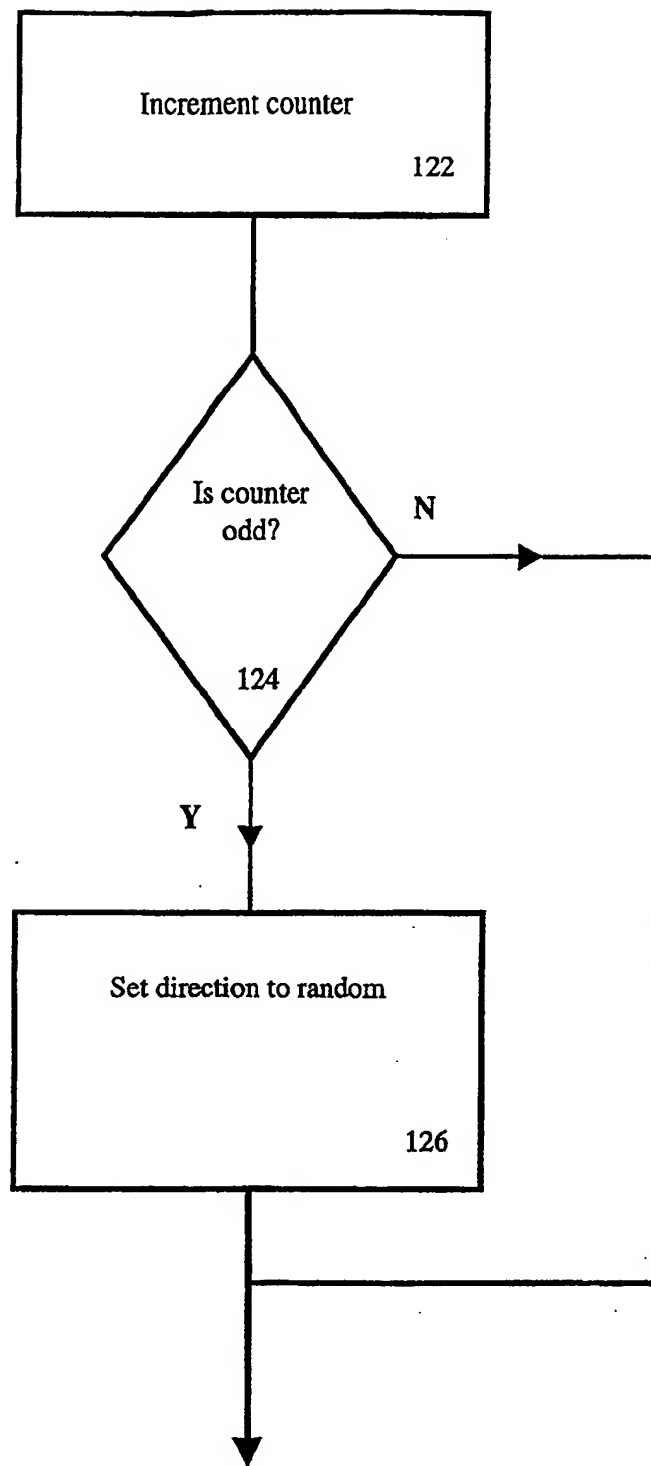 Increment counter
122
Is counter
odd?
N
124
Y
Set direction to random
126